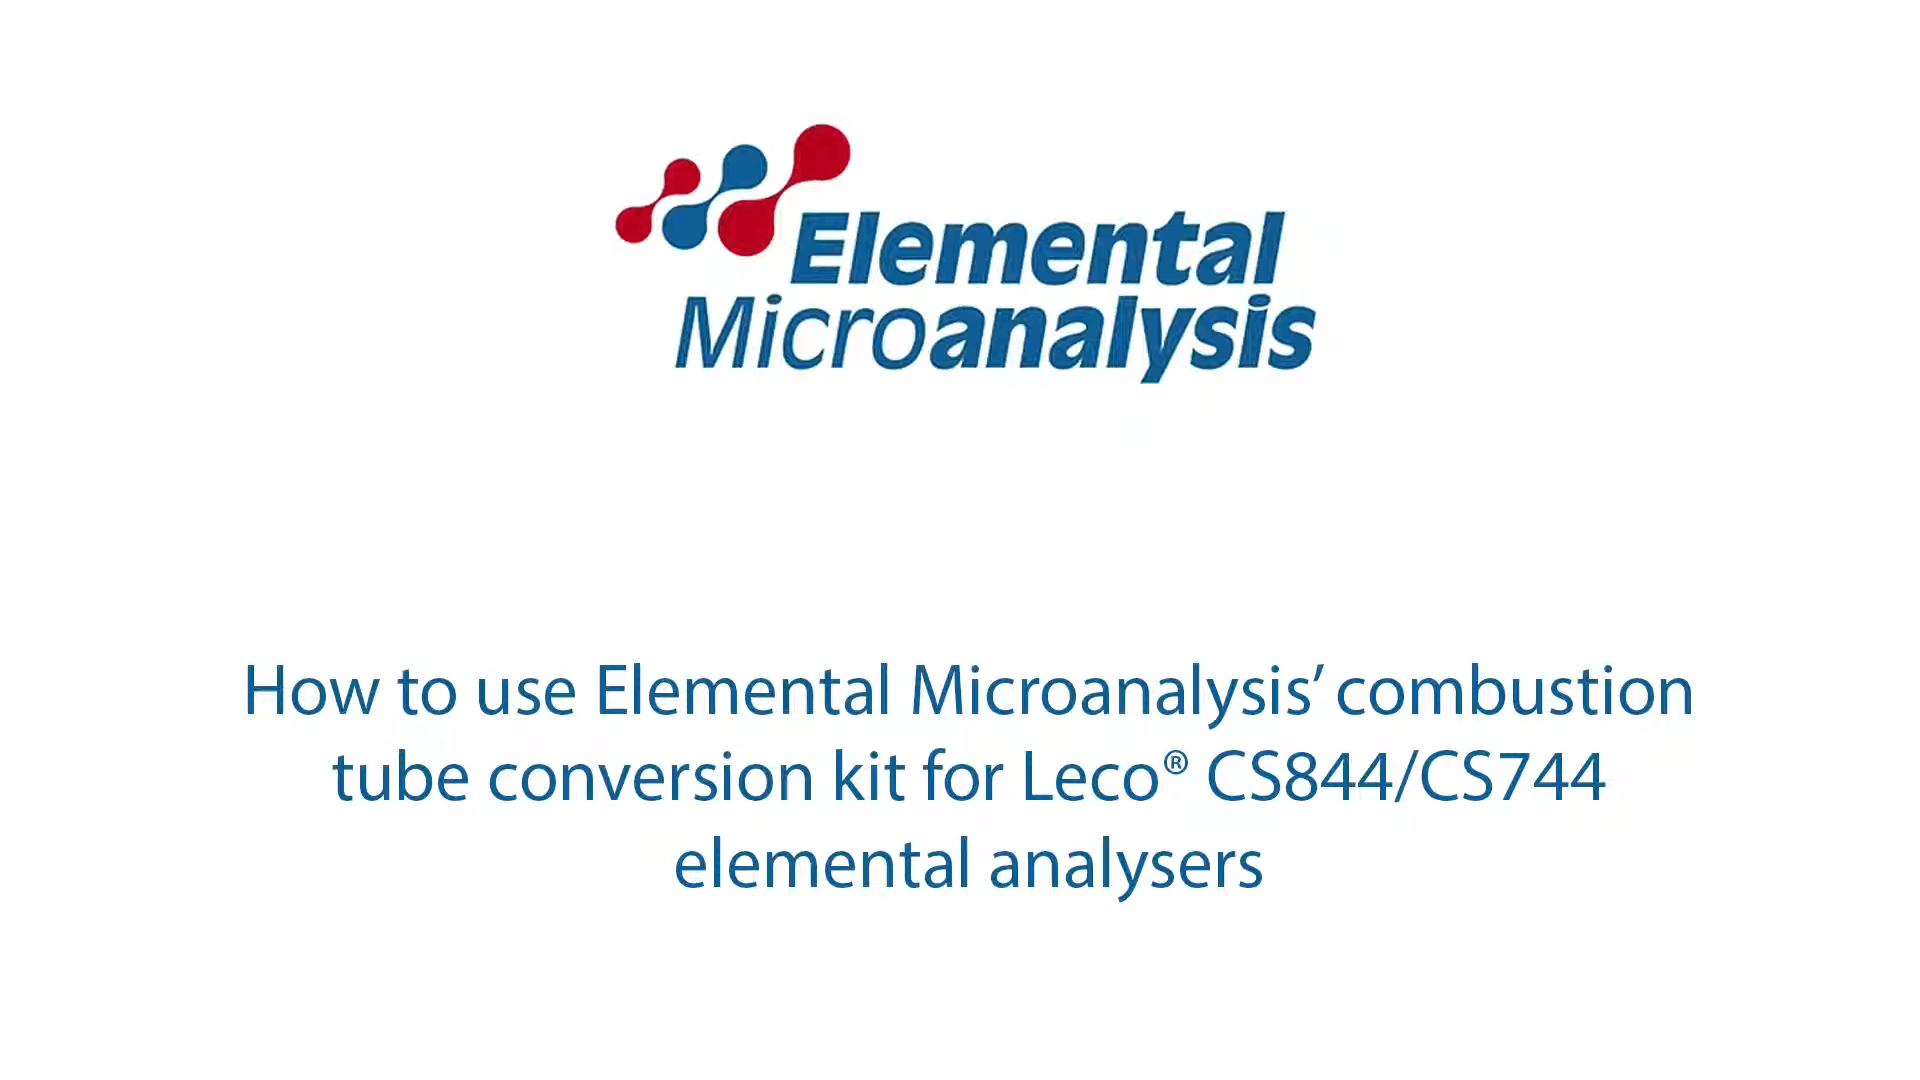 Elemental
Microanalysis
How to use Elemental Microanalysis’ combustion
tube conversion kit for Leco® CS844/CS744
elemental analysers